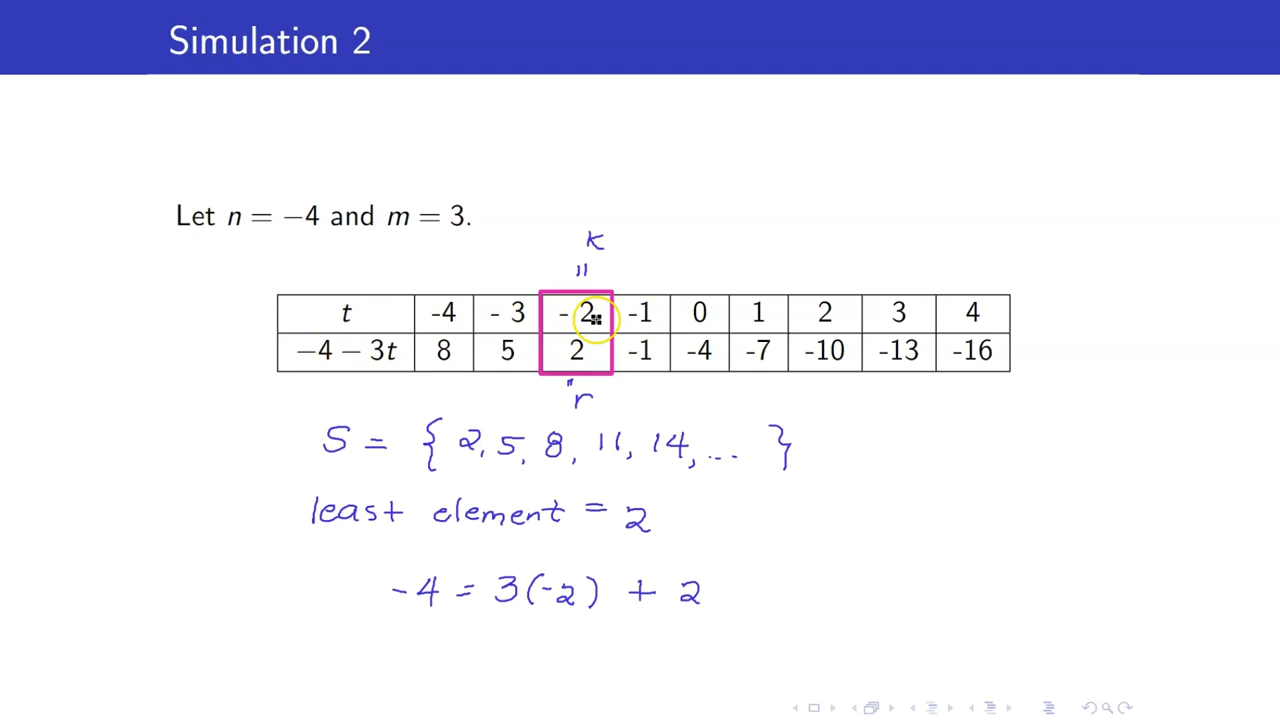 Simulation 2
Let n = −4 and m = 3.
k
=
t -4 - 3 - 2 -1 0 1 2 3 4
−4 − 3t 8 5 2 -1 -4 -7 -10 -13 -16
=
r
S = { 2, 5, 8, 11, 14, ... }
least element = 2
-4 = 3(-2) + 2